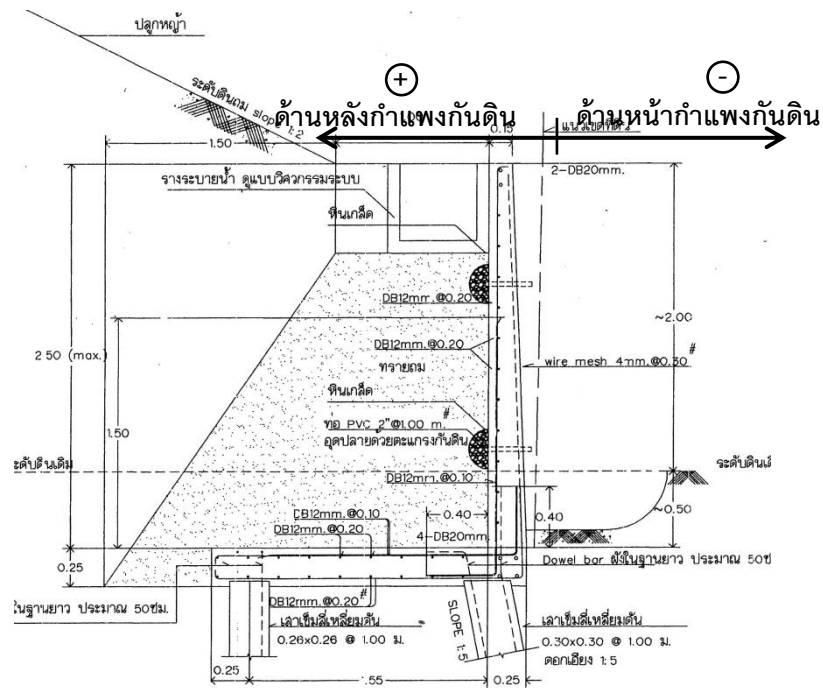 ปลูกหญ้า
ระดับดินถม slope 1:2
+
-
ด้านหลังกำแพงกันดิน
ด้านหน้ากำแพงกันดิน
แนวเขตที่ดิน
1.50
0.15
2-DB20mm.
รางระบายน้ำ ดูแบบวิศวกรรมระบบ
หินเกล็ด
DB12mm.@0.20
~2.00
2.50 (max.)
DB12mm.@0.20
ทรายถม
wire mesh 4mm.@0.30 #
หินเกล็ด
1.50
ท่อ PVC 2"@1.00 m. #
อุดปลายด้วยตะแกรงกันดิน
ระดับดินเดิม
DB12mm.@0.10
DB12mm.@0.10
0.40
0.40
~0.50
DB12mm.@0.20
4-DB20mm.
0.25
Dowel bar ฝังในฐานยาว ประมาณ 50ซ
ในฐานยาว ประมาณ 50ซม.
DB12mm.@0.20 #
เสาเข็มสี่เหลี่ยมตัน
0.26x0.26 @ 1.00 ม.
SLOPE 1:5
เสาเข็มสี่เหลี่ยมตัน
0.30x0.30 @ 1.00 ม.
ตอกเอียง 1:5
0.25
.55
0.25